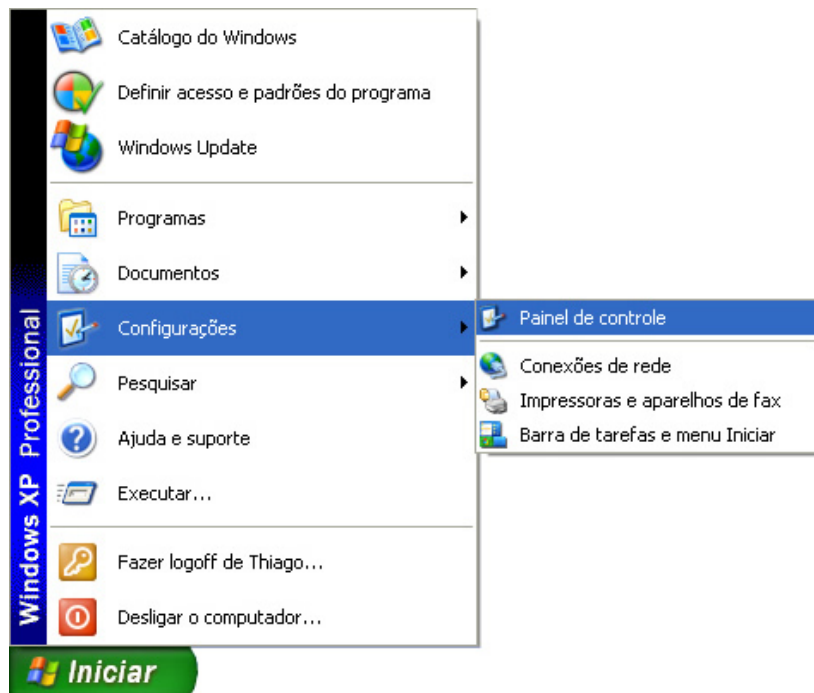 Catálogo do Windows
Definir acesso e padrões do programa
Windows Update
Programas
Documentos
Configurações
Pesquisar
Ajuda e suporte
Executar...
Fazer logoff de Thiago...
Desligar o computador...
Painel de controle
Conexões de rede
Impressoras e aparelhos de fax
Barra de tarefas e menu Iniciar
Windows XP Professional
Iniciar